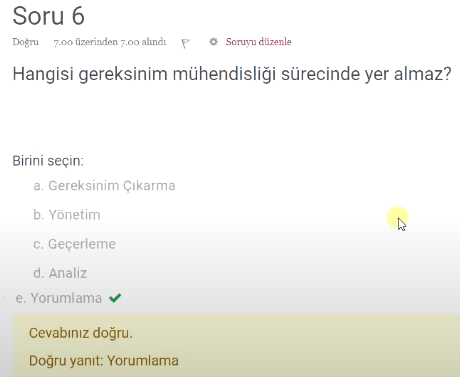 Soru 6
Doğru 7.00 üzerinden 7.00 alındı Soruyu düzenle
Hangisi gereksinim mühendisliği sürecinde yer almaz?
Birini seçin:
a. Gereksinim Çıkarma
b. Yönetim
c. Geçerleme
d. Analiz
e. Yorumlama
Cevabınız doğru.
Doğru yanıt: Yorumlama